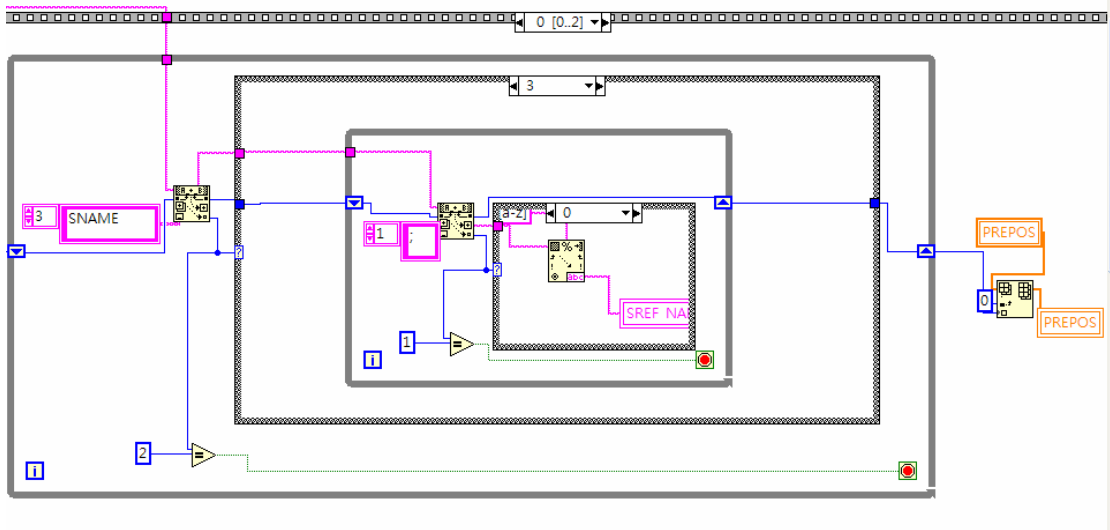 0 [0..2]
3
3 SNAME
1 ;
a-z]
0
%
abc
SREF NA
1
=
i
2
=
i
PREPOS
0
PREPOS
?
?